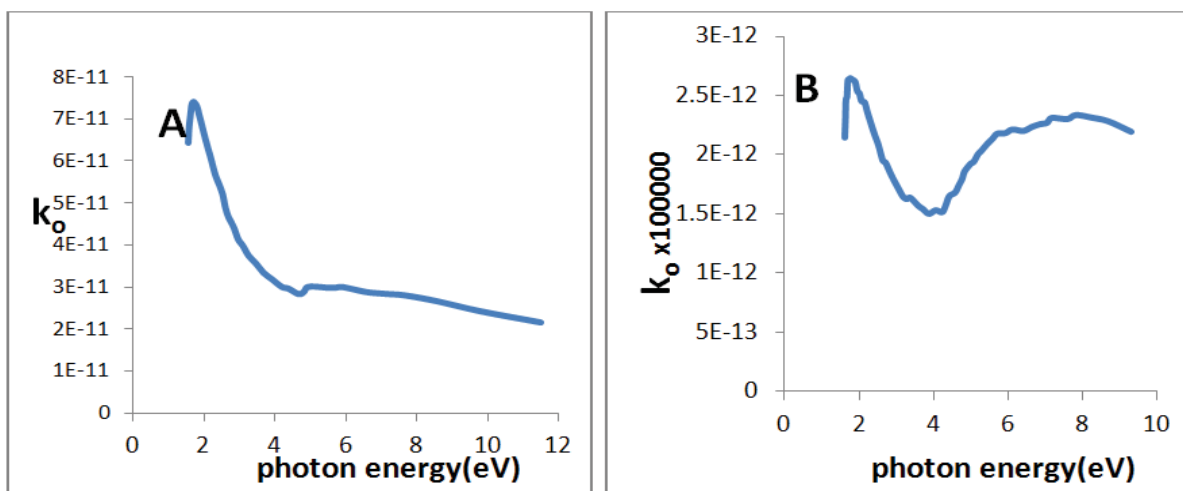 8E-11
7E-11
A
6E-11
5E-11
ko
4E-11
3E-11
2E-11
1E-11
0
0 2 4 6 8 10 12
photon energy(eV)
3E-12
B
2.5E-12
2E-12
1.5E-12
1E-12
5E-13
0
ko x100000
0 2 4 6 8 10
photon energy(eV)